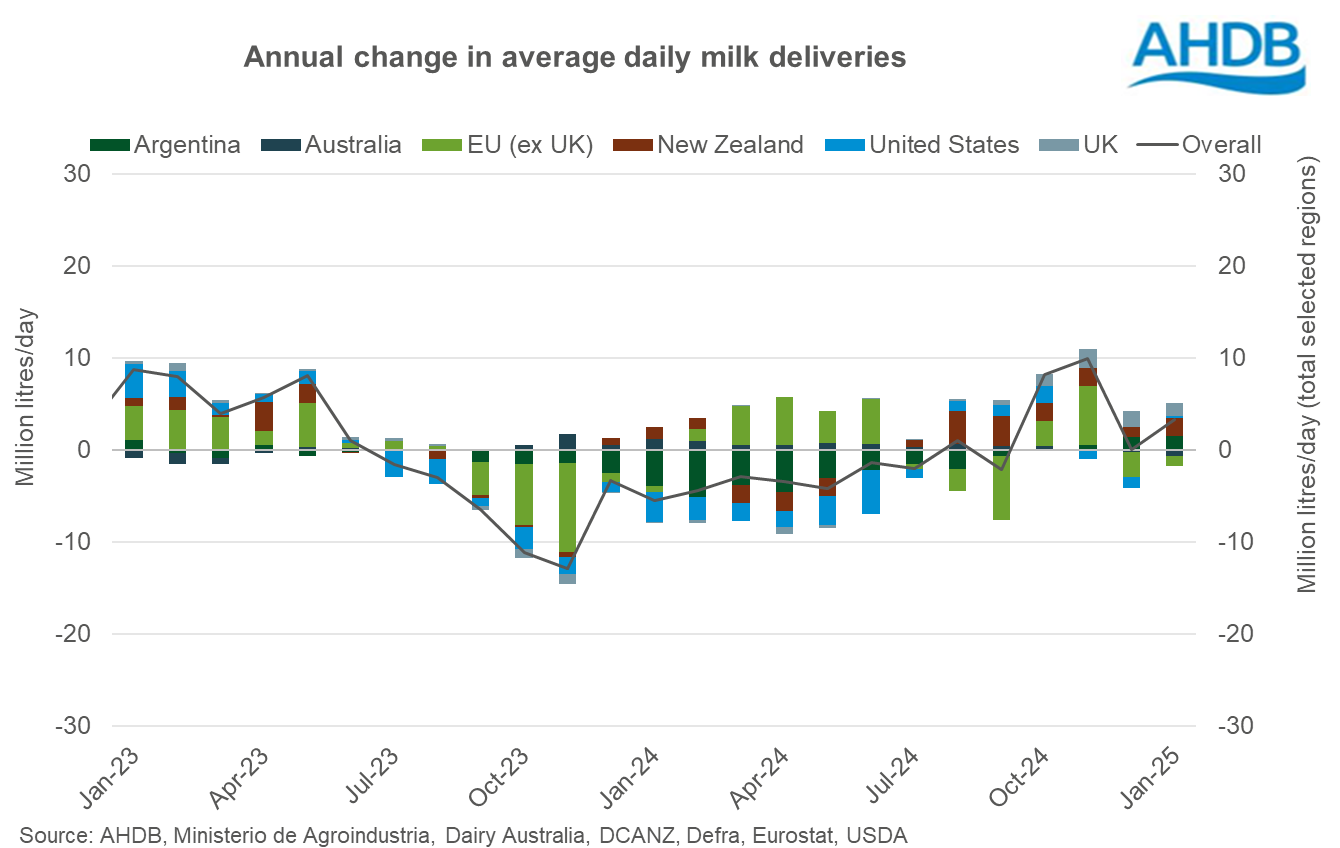 AHDB
Annual change in average daily milk deliveries
Argentina Australia EU (ex UK) New Zealand United States UK Overall
30 30
20 20
10 10
0 0
-10 -10
-20 -20
-30 -30
Million litres/day
Million litres/day (total selected regions)
Jan-23 Apr-23 Jul-23 Oct-23 Jan-24 Apr-24 Jul-24 Oct-24 Jan-25
Source: AHDB, Ministerio de Agroindustria, Dairy Australia, DCANZ, Defra, Eurostat, USDA